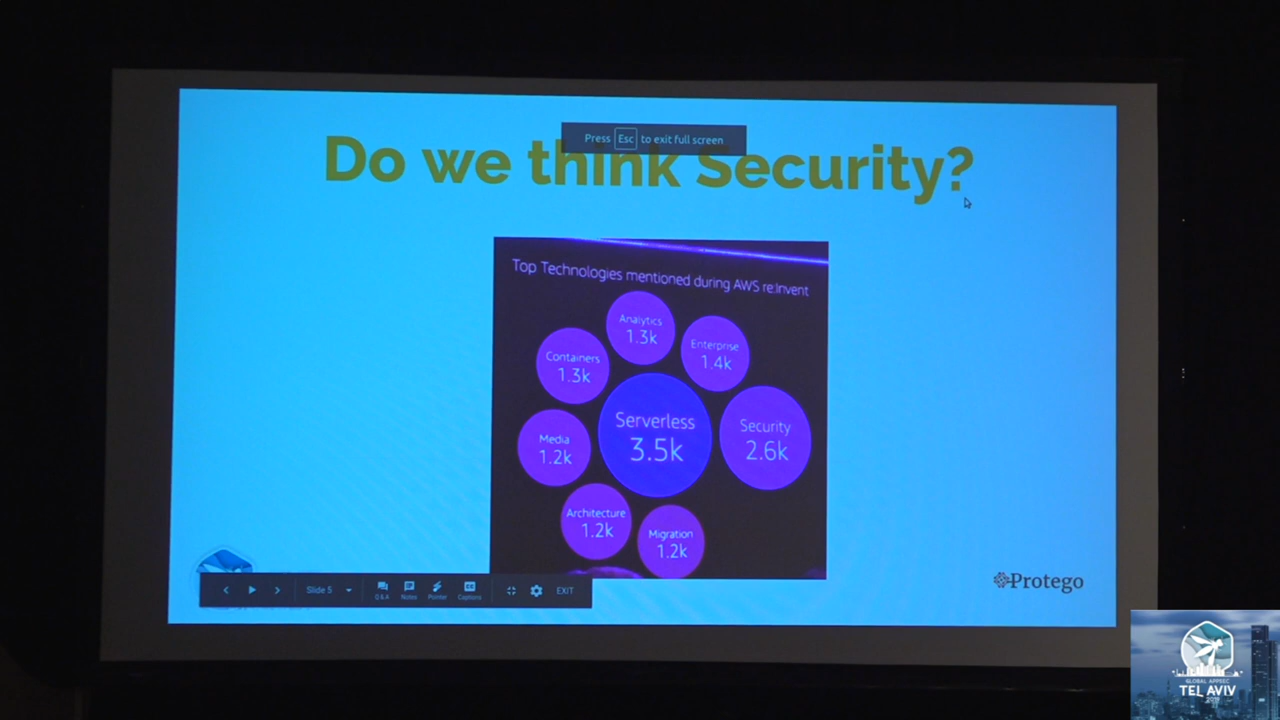 Press Esc to exit full screen
Do we think Security?
Top Technologies mentioned during AWS re:Invent
Analytics
1.3k
Enterprise
1.4k
Containers
1.3k
Serverless
3.5k
Security
2.6k
Media
1.2k
Architecture
1.2k
Migration
1.2k
Slide 5
Q&A
Notes
Pointer
Captions
EXIT
Protego
GLOBAL APPSEC
TEL AVIV